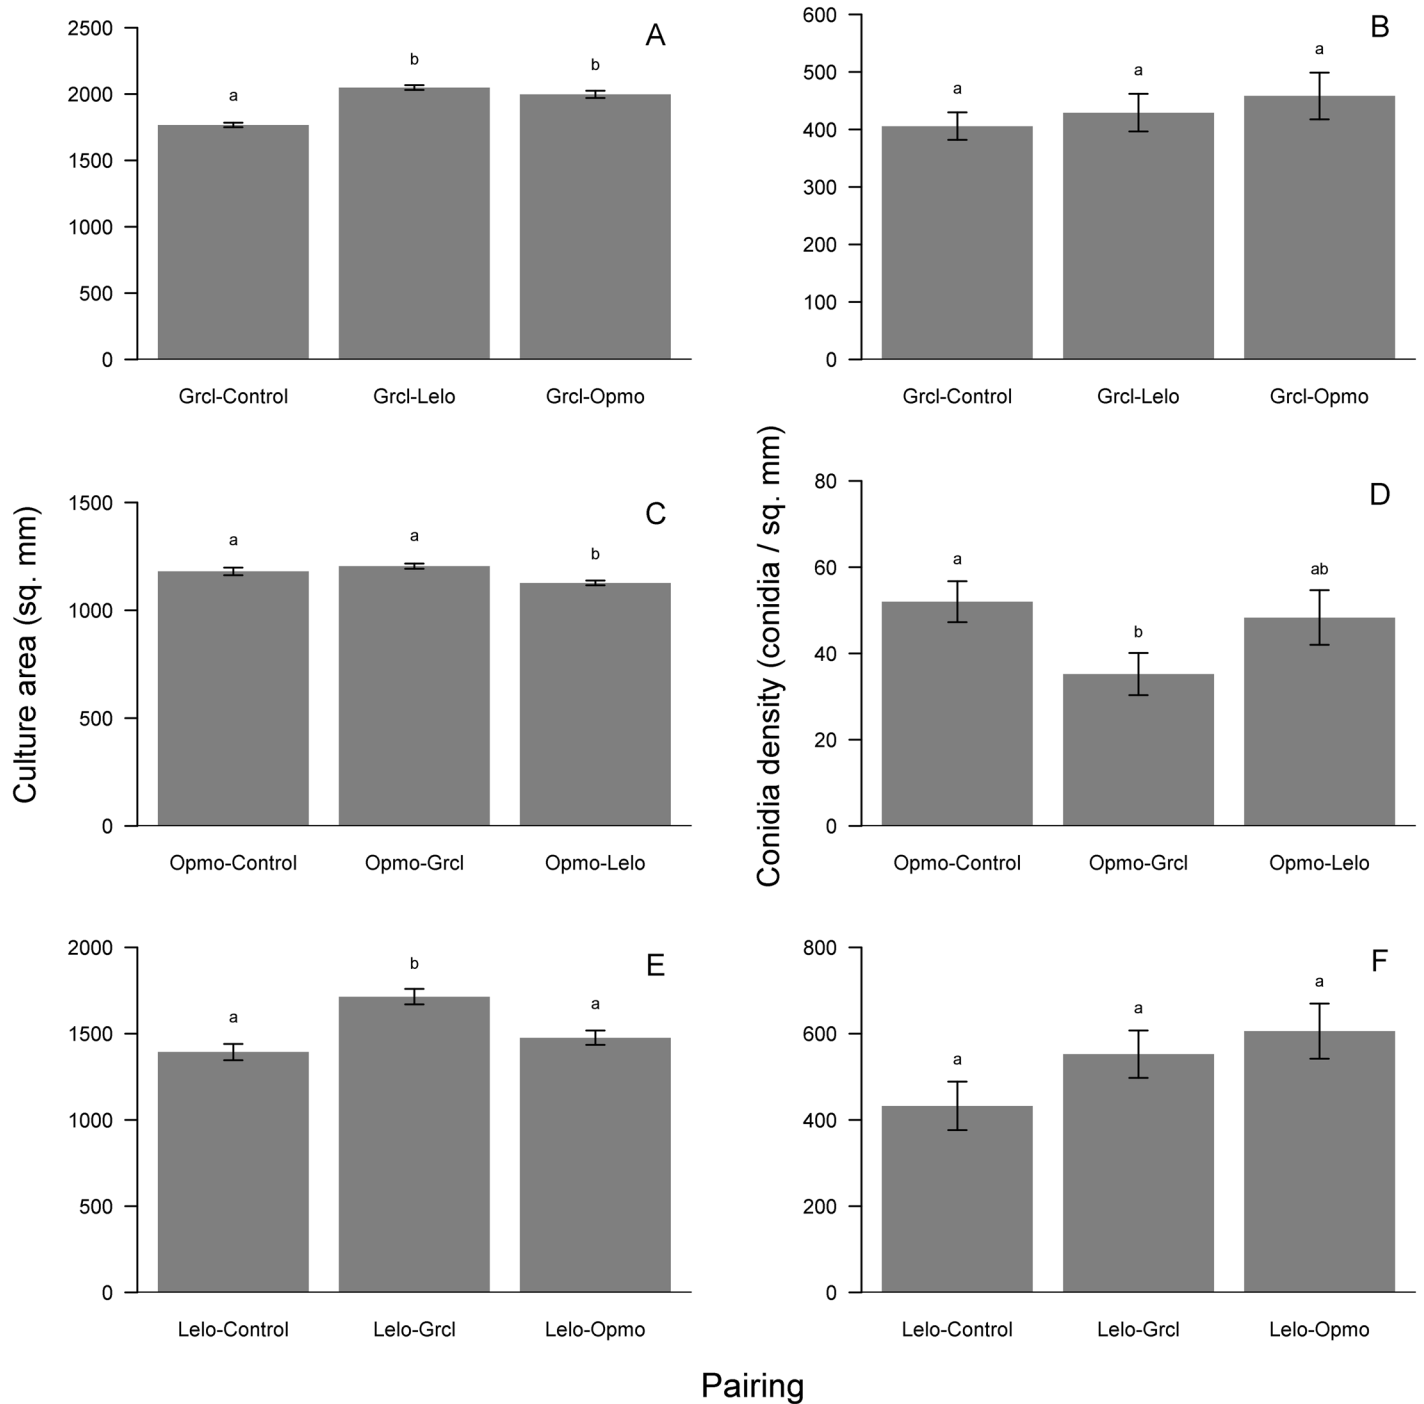 A
2500
2000
1500
1000
500
0
a
b
b
Grcl-Control
Grcl-Lelo
Grcl-Opmo
B
600
500
400
300
200
100
0
a
a
a
Grcl-Control
Grcl-Lelo
Grcl-Opmo
Culture area (sq. mm)
C
1500
1000
500
0
a
a
b
Opmo-Control
Opmo-Grcl
Opmo-Lelo
Conidia density (conidia / sq. mm)
D
80
60
40
20
0
a
b
ab
Opmo-Control
Opmo-Grcl
Opmo-Lelo
E
2000
1500
1000
500
0
a
b
a
Lelo-Control
Lelo-Grcl
Lelo-Opmo
F
800
600
400
200
0
a
a
a
Lelo-Control
Lelo-Grcl
Lelo-Opmo
Pairing